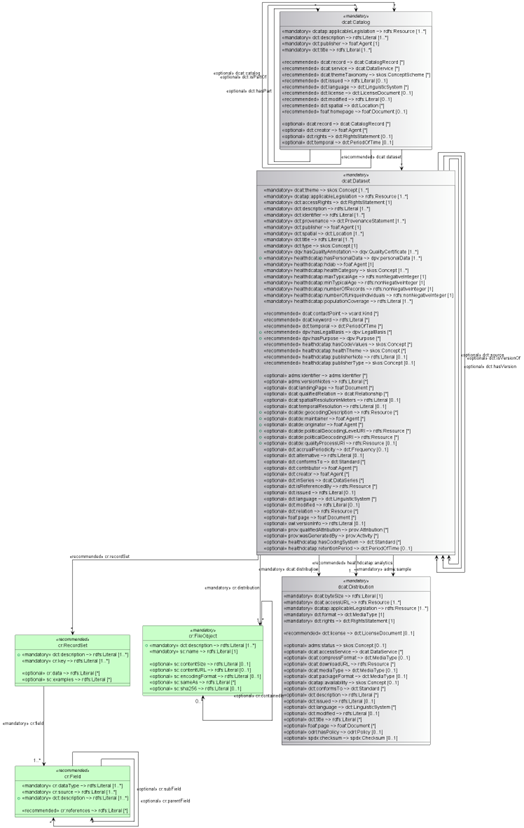 «mandatory»
dcat:Catalog
«mandatory» dcatap:applicableLegislation -> rdfs:Resource [1..*]
«mandatory» dct:description -> rdfs:Literal [1..*]
«mandatory» dct:publisher -> foaf:Agent [1]
«mandatory» dct:title -> rdfs:Literal [1..*]
«recommended» dcat:record -> dcat:CatalogRecord [*]
«recommended» dcat:service -> dcat:DataService [*]
«recommended» dcat:themeTaxonomy -> skos:ConceptScheme [*]
«recommended» dct:issued -> rdfs:Literal [0..1]
«recommended» dct:language -> dct:LinguisticSystem [*]
«recommended» dct:license -> dct:LicenseDocument [0..1]
«recommended» dct:modified -> rdfs:Literal [0..1]
«recommended» dct:spatial -> dct:Location [*]
«recommended» foaf:homepage -> foaf:Document [0..1]
«optional» dcat:record -> dcat:CatalogRecord [*]
«optional» dct:creator -> foaf:Agent [*]
«optional» dct:rights -> dct:RightsStatement [0..1]
«optional» dct:temporal -> dct:PeriodOfTime [*]
«optional» dcat:catalog
«optional» dct:hasPart
«recommended» dcat:dataset
«mandatory»
dcat:Dataset
«mandatory» dcat:theme -> skos:Concept [1..*]
«mandatory» dcatap:applicableLegislation -> rdfs:Resource [1..*]
«mandatory» dct:accessRights -> dct:RightsStatement [1]
«mandatory» dct:description -> rdfs:Literal [1..*]
«mandatory» dct:identifier -> rdfs:Literal [1..*]
«mandatory» dct:provenance -> dct:ProvenanceStatement [1..*]
«mandatory» dct:publisher -> foaf:Agent [1]
«mandatory» dct:spatial -> dct:Location [1..*]
«mandatory» dct:title -> rdfs:Literal [1..*]
«mandatory» dct:type -> skos:Concept [1..*]
«mandatory» dqv:hasQualityAnnotation -> dqv:QualityCertificate [1..*]
«mandatory» healthdcatap:hasPersonalData -> dpv:personalData [1..*]
«mandatory» healthdcatap:hdab -> foaf:Agent [1]
«mandatory» healthdcatap:healthCategory -> skos:Concept [1..*]
«mandatory» healthdcatap:maxTypicalAge -> rdfs:nonNegativeInteger [1]
«mandatory» healthdcatap:minTypicalAge -> rdfs:nonNegativeInteger [1]
«mandatory» healthdcatap:numberOfRecords -> rdfs:nonNegativeInteger [1]
«mandatory» healthdcatap:numberOfUniqueIndividuals -> rdfs:nonNegativeInteger [1]
«mandatory» healthdcatap:populationCoverage -> rdfs:Literal [1..*]
«recommended» dcat:contactPoint -> vcard:Kind [*]
«recommended» dcat:keyword -> rdfs:Literal [*]
«recommended» dct:temporal -> dct:PeriodOfTime [*]
«recommended» dpv:hasLegalBasis -> dpv:LegalBasis [*]
«recommended» dpv:hasPurpose -> dpv:Purpose [*]
«recommended» healthdcatap:hasCodeValues -> skos:Concept [*]
«recommended» healthdcatap:healthTheme -> skos:Concept [*]
«recommended» healthdcatap:publisherNote -> rdfs:Literal [0..1]
«recommended» healthdcatap:publisherType -> skos:Concept [0..1]
«optional» adms:identifier -> adms:Identifier [*]
«optional» adms:versionNotes -> rdfs:Literal [*]
«optional» dcat:landingPage -> foaf:Document [*]
«optional» dcat:qualifiedRelation -> dcat:Relationship [*]
«optional» dcat:spatialResolutionInMeters -> rdfs:Literal [0..1]
«optional» dcat:temporalResolution -> rdfs:Literal [0..1]
«optional» dcatde:geocodingDescription -> rdfs:Resource [*]
«optional» dcatde:maintainer -> foaf:Agent [*]
«optional» dcatde:originator -> foaf:Agent [*]
«optional» dcatde:politicalGeocodingLevelURI -> rdfs:Resource [*]
«optional» dcatde:politicalGeocodingURI -> rdfs:Resource [*]
«optional» dcatde:qualityProcessURI -> rdfs:Resource [0..1]
«optional» dct:accrualPeriodicity -> dct:Frequency [0..1]
«optional» dct:alternative -> rdfs:Literal [0..1]
«optional» dct:conformsTo -> dct:Standard [*]
«optional» dct:contributor -> foaf:Agent [*]
«optional» dct:creator -> foaf:Agent [*]
«optional» dct:inSeries -> dcat:DataSeries [*]
«optional» dct:isReferencedBy -> rdfs:Resource [*]
«optional» dct:issued -> rdfs:Literal [0..1]
«optional» dct:language -> dct:LinguisticSystem [*]
«optional» dct:modified -> rdfs:Literal [0..1]
«optional» dct:relation -> rdfs:Resource [*]
«optional» foaf:page -> foaf:Document [*]
«optional» owl:versionInfo -> rdfs:Literal [0..1]
«optional» prov:qualifiedAttribution -> prov:Attribution [*]
«optional» prov:wasGeneratedBy -> prov:Activity [*]
«optional» healthdcatap:hasCodingSystem -> dct:Standard [*]
«optional» healthdcatap:retentionPeriod -> dct:PeriodOfTime [0..1]
«optional» dct:source
«optional» dct:hasVersion
«recommended» cr:recordSet
«mandatory» cr:distribution
«mandatory» dcat:distribution
«recommended» healthdcatap:analytics
«mandatory» adms:sample
«mandatory»
dcat:Distribution
«mandatory» dcat:byteSize -> rdfs:Literal [1]
«mandatory» dcat:accessURL -> rdfs:Resource [1..*]
«mandatory» dcatap:applicableLegislation -> rdfs:Resource [1..*]
«mandatory» dct:format -> dct:MediaType [1]
«mandatory» dct:rights -> dct:RightsStatement [1]
«recommended» dct:license -> dct:LicenseDocument [0..1]
«optional» adms:status -> skos:Concept [0..1]
«optional» dcat:accessService -> dcat:DataService [*]
«optional» dcat:compressFormat -> dct:MediaType [0..1]
«optional» dcat:downloadURL -> rdfs:Resource [*]
«optional» dcat:mediaType -> dct:MediaType [0..1]
«optional» dcat:packageFormat -> dct:MediaType [0..1]
«optional» dcatap:availability -> skos:Concept [0..1]
«optional» dct:conformsTo -> dct:Standard [*]
«optional» dct:description -> rdfs:Literal [*]
«optional» dct:issued -> rdfs:Literal [0..1]
«optional» dct:language -> dct:LinguisticSystem [*]
«optional» dct:modified -> rdfs:Literal [0..1]
«optional» dct:title -> rdfs:Literal [*]
«optional» foaf:page -> foaf:Document [*]
«optional» odrl:hasPolicy -> odrl:Policy [0..1]
«optional» spdx:checksum -> spdx:Checksum [0..1]
«mandatory»
cr:FileObject
«mandatory» dct:description -> rdfs:Literal [1..*]
«mandatory» sc:name -> rdfs:Literal [1]
«optional» sc:contentSize -> rdfs:Literal [0..1]
«optional» sc:contentURL -> rdfs:Literal [0..1]
«optional» sc:encodingFormat -> rdfs:Literal [0..1]
«optional» sc:sameAs -> rdfs:Literal [*]
«optional» sc:sha256 -> rdfs:Literal [0..1]
0..1
«recommended»
cr:RecordSet
«mandatory» dct:description -> rdfs:Literal [1..*]
«mandatory» cr:key -> rdfs:Literal [1..*]
«optional» cr:data -> rdfs:Literal [*]
«optional» sc:examples -> rdfs:Literal [*]
«mandatory» cr:field
1..*
«recommended»
cr:Field
«mandatory» cr:dataType -> rdfs:Literal [1..*]
«mandatory» cr:source -> rdfs:Literal [1..*]
«mandatory» dct:description -> rdfs:Literal [1..*]
«recommended» cr:references -> rdfs:Literal [*]
«optional» cr:subField
«optional» cr:parentField